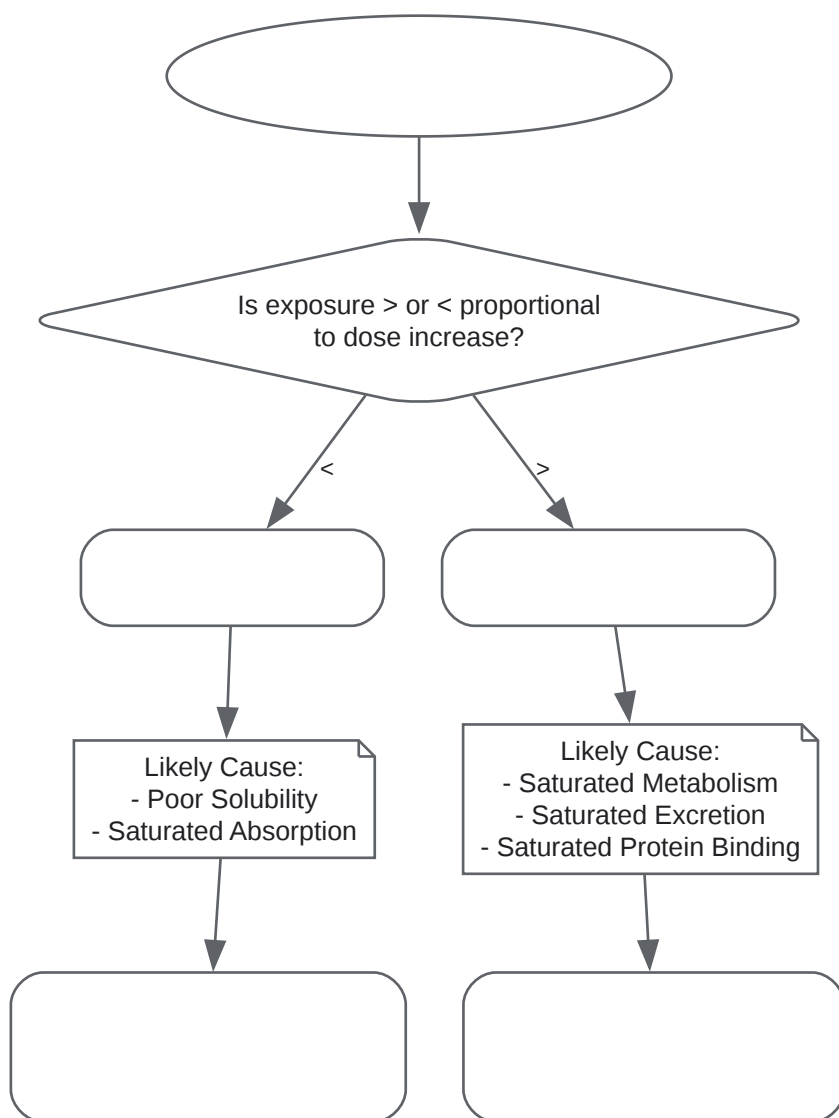 Is exposure > or < proportional
to dose increase?
<
>
Likely Cause:
- Poor Solubility
- Saturated Absorption
Likely Cause:
- Saturated Metabolism
- Saturated Excretion
- Saturated Protein Binding